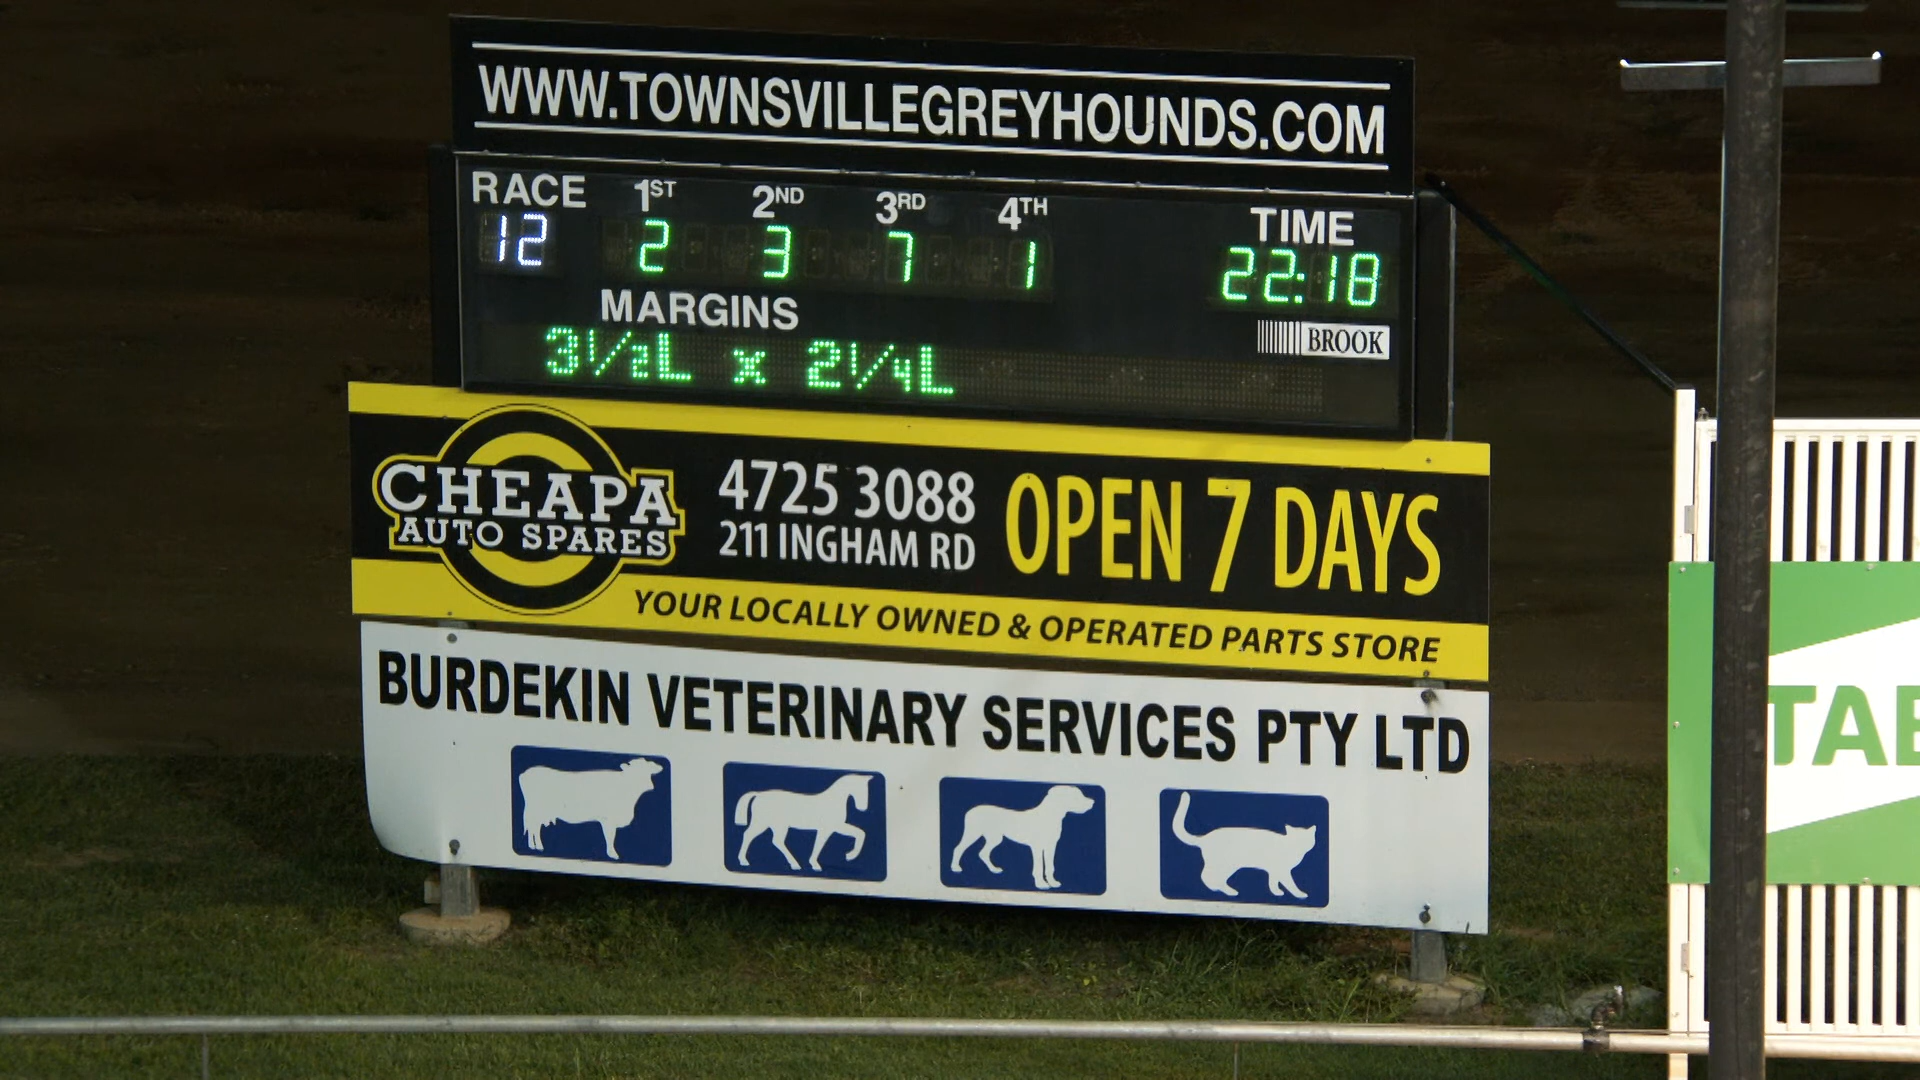 WWW.TOWNSVILLEGREYHOUNDS.COM
RACE 1ST 2ND 3RD 4TH TIME
12 2 3 7 1 22:18
MARGINS
BROOK
3½L x 2¼L
CHEAPA
AUTO SPARES
4725 3088
211 INGHAM RD
OPEN 7 DAYS
YOUR LOCALLY OWNED & OPERATED PARTS STORE
BURDEKIN VETERINARY SERVICES PTY LTD
TAB